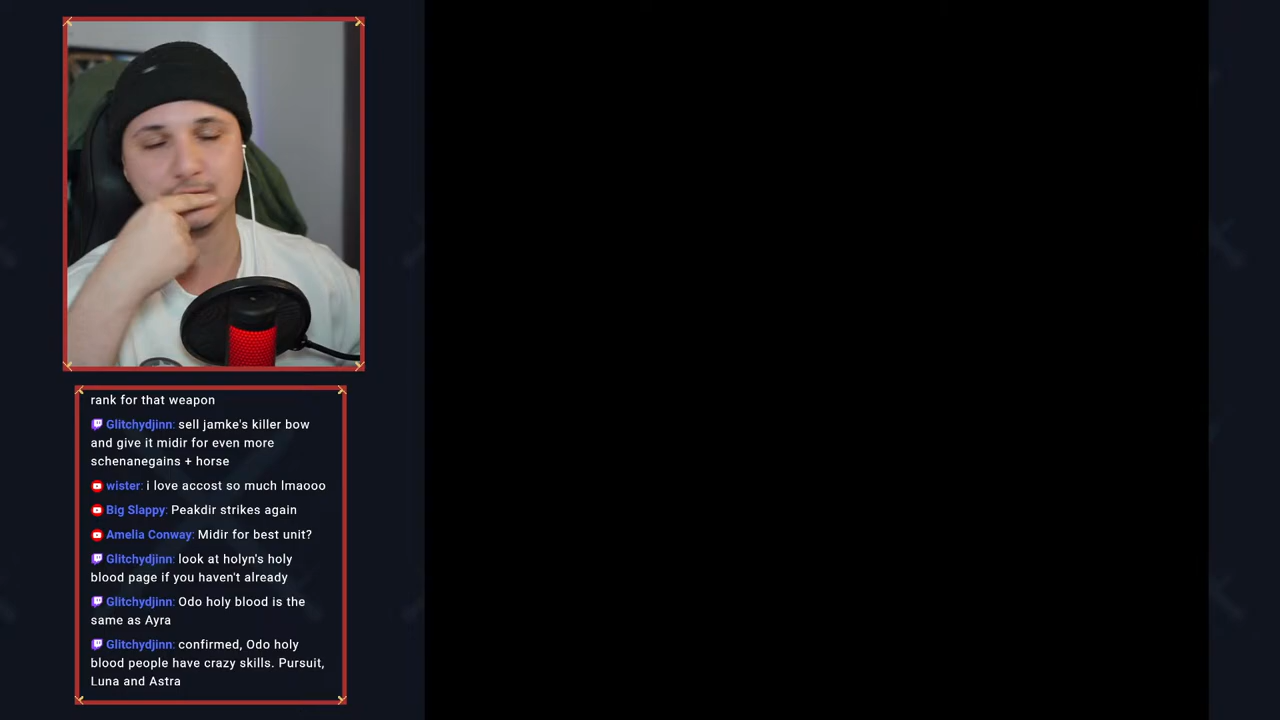 rank for that weapon
Glitchydjinn: sell jamke's killer bow
and give it midir for even more
schenanegains + horse
wister: i love accost so much lmaooo
Big Slappy: Peakdir strikes again
Amelia Conway: Midir for best unit?
Glitchydjinn: look at holyn's holy
blood page if you haven't already
Glitchydjinn: Odo holy blood is the
same as Ayra
Glitchydjinn: confirmed, Odo holy
blood people have crazy skills. Pursuit,
Luna and Astra